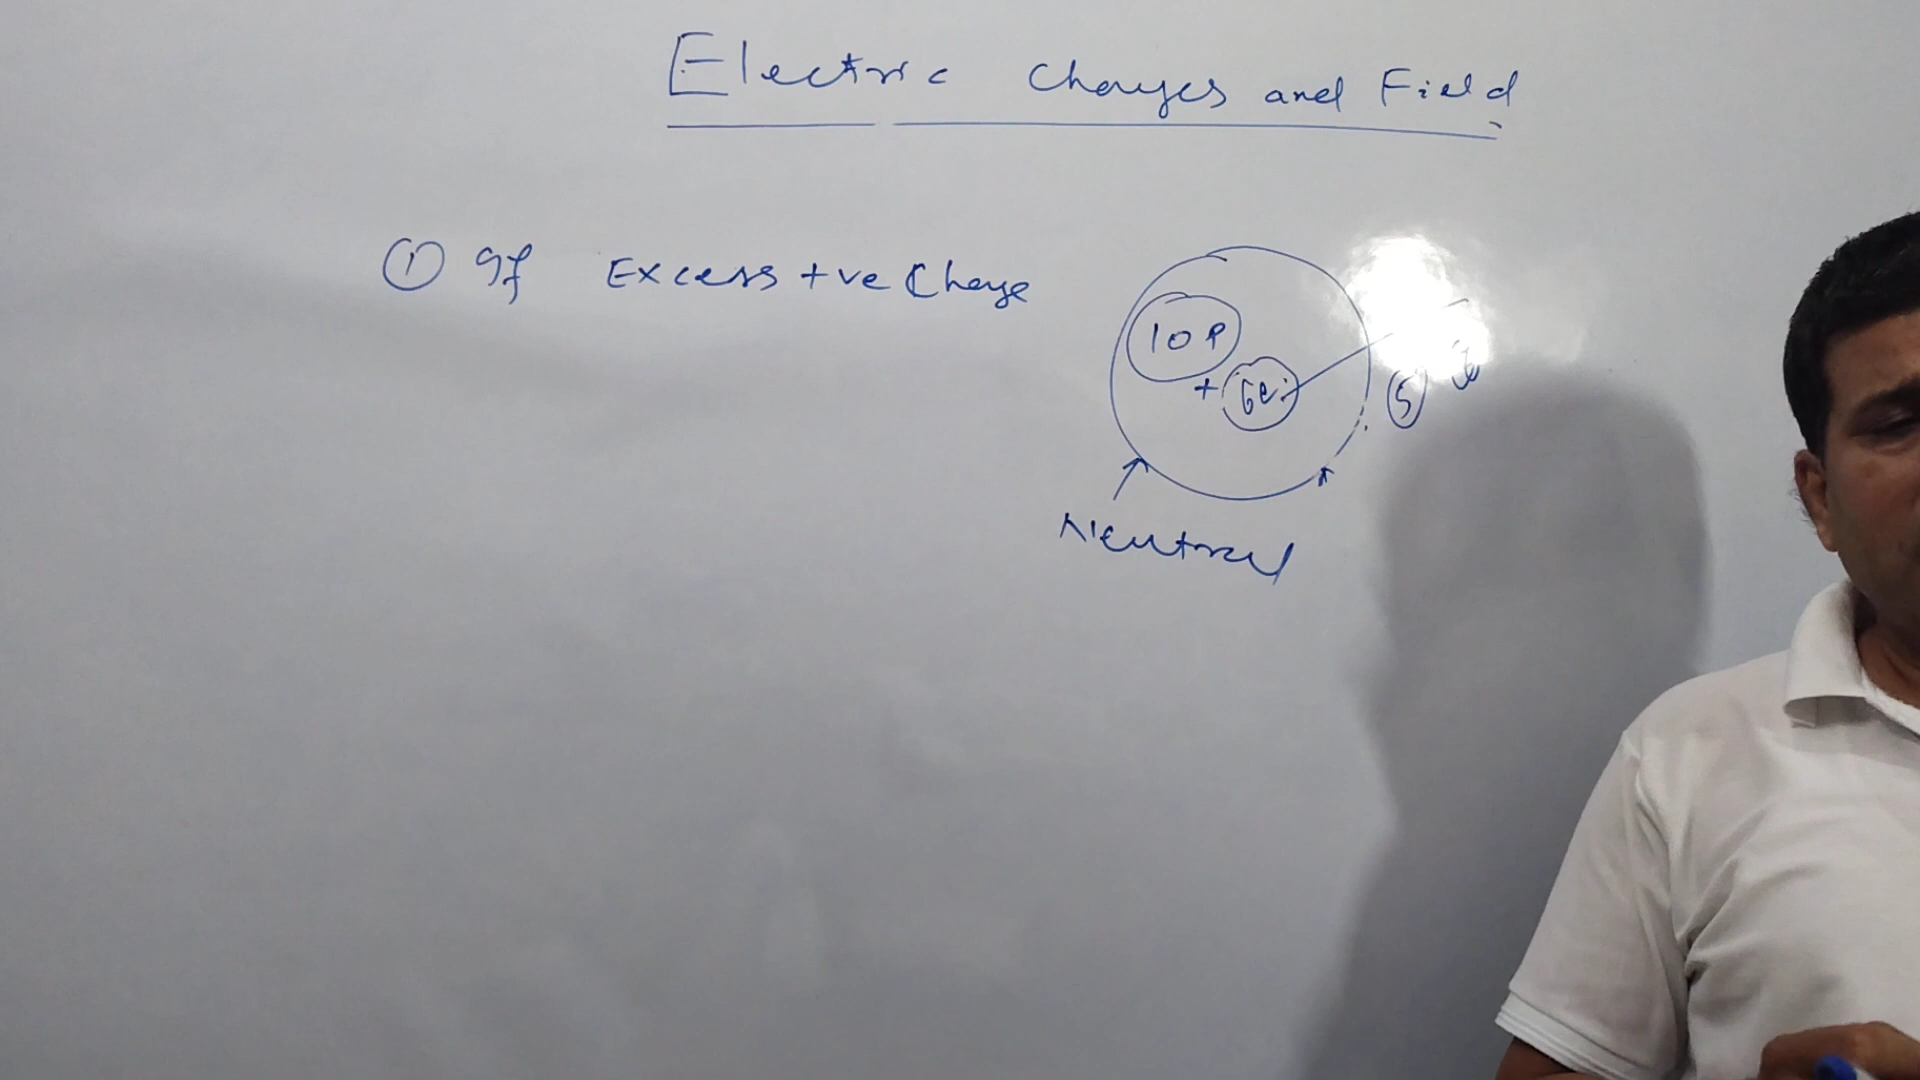 Electric Charges and Field
① If Excess +ve Charge
10 P
+ 6e
5
Neutral